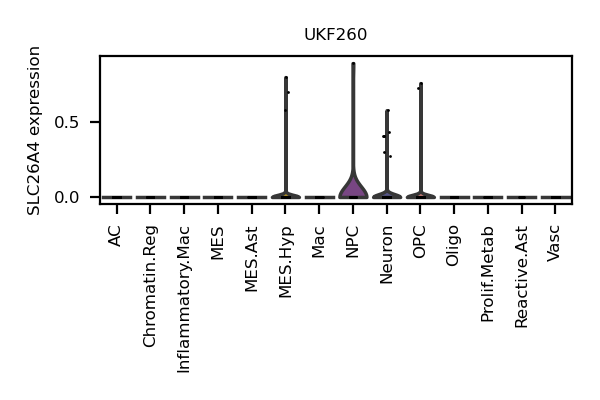 UKF260
SLC26A4 expression
0.5
0.0
AC
Chromatin.Reg
Inflammatory.Mac
MES
MES.Ast
MES.Hyp
Mac
NPC
Neuron
OPC
Oligo
Prolif.Metab
Reactive.Ast
Vasc